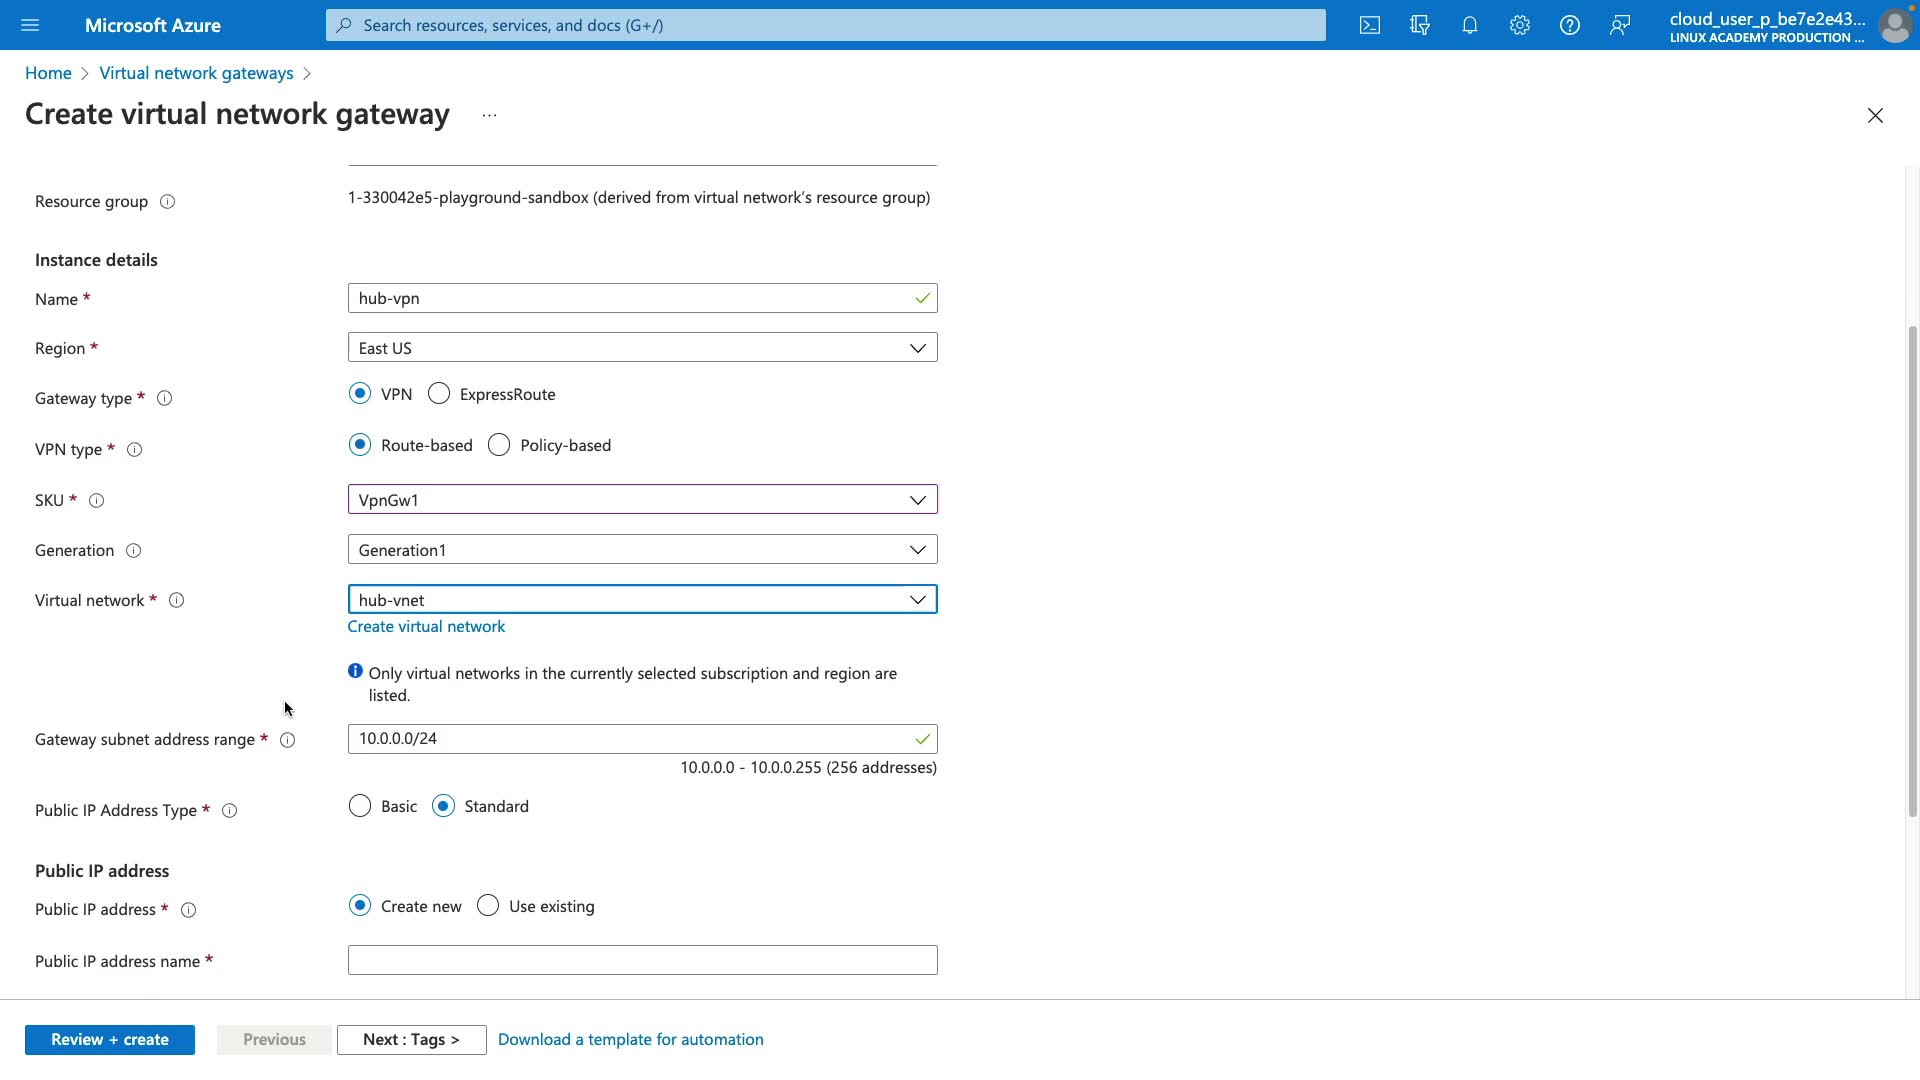 Microsoft Azure
Search resources, services, and docs (G+/)
cloud_user_p_be7e2e43...
LINUX ACADEMY PRODUCTION ...
Home > Virtual network gateways >
Create virtual network gateway ...
Resource group
1-330042e5-playground-sandbox (derived from virtual network's resource group)
Instance details
Name *
hub-vpn
Region *
East US
Gateway type *
VPN
ExpressRoute
VPN type *
Route-based
Policy-based
SKU *
VpnGw1
Generation
Generation1
Virtual network *
hub-vnet
Create virtual network
Only virtual networks in the currently selected subscription and region are
listed.
Gateway subnet address range *
10.0.0.0/24
10.0.0.0 - 10.0.0.255 (256 addresses)
Public IP Address Type *
Basic
Standard
Public IP address
Public IP address *
Create new
Use existing
Public IP address name *
Review + create
Previous
Next : Tags >
Download a template for automation